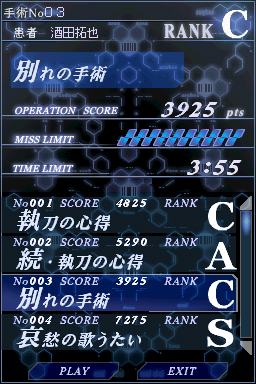 手術No03
患者 酒田拓也
RANK C
別れの手術
OPERATION SCORE 3925 pts
MISS LIMIT
TIME LIMIT 3:55
No001 SCORE 4825 RANK C
執刀の心得
No002 SCORE 5290 RANK A
続・執刀の心得
No003 SCORE 3925 RANK C
別れの手術
No004 SCORE 7275 RANK S
哀愁の歌うたい
PLAY EXIT